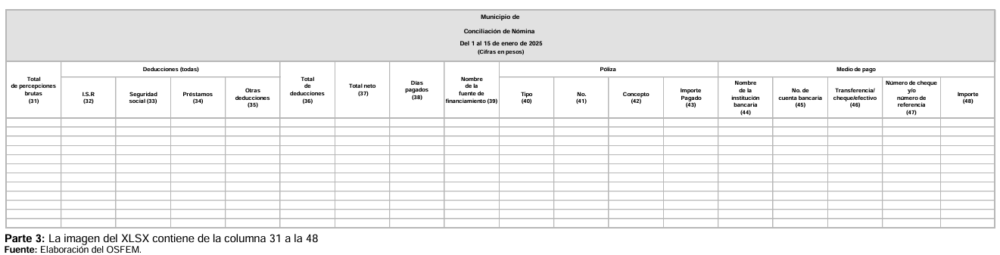 Municipio de
Conciliación de Nómina
Del 1 al 15 de enero de 2025
(Cifras en pesos)
Total
de percepciones
brutas
(31)
Deducciones (todas)
I.S.R
(32)
Seguridad
social (33)
Préstamos
(34)
Otras
deducciones
(35)
Total
de
deducciones
(36)
Total neto
(37)
Días
pagados
(38)
Nombre
de la
fuente de
financiamiento (39)
Póliza
Tipo
(40)
No.
(41)
Concepto
(42)
Importe
Pagado
(43)
Medio de pago
Nombre
de la
institución
bancaria
(44)
No. de
cuenta bancaria
(45)
Transferencia/
cheque/efectivo
(46)
Número de cheque
y/o
número de
referencia
(47)
Importe
(48)
Parte 3: La imagen del XLSX contiene de la columna 31 a la 48
Fuente: Elaboración del OSFEM.